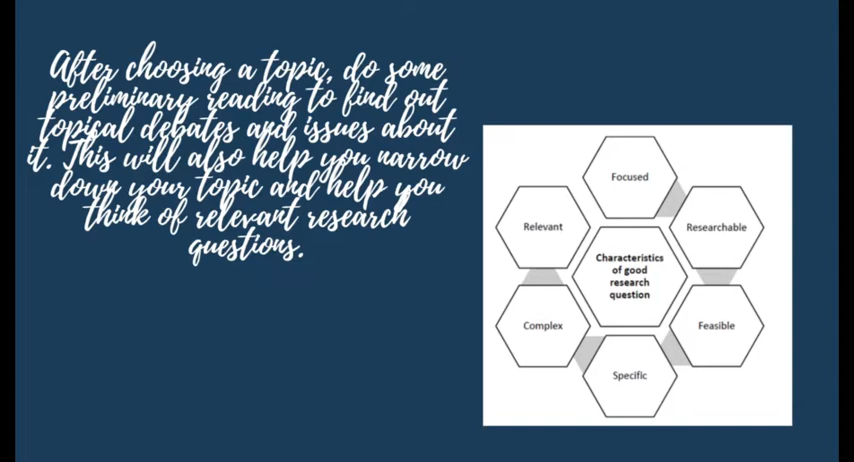 After choosing a topic, do some
preliminary reading to find out
topical debates and issues about
it. This will also help you narrow
down your topic and help you
think of relevant research
questions.
Focused
Relevant
Researchable
Characteristics
of good
research
question
Complex
Feasible
Specific